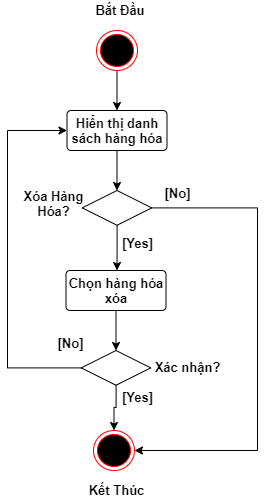 Bắt Đầu
Hiển thị danh
sách hàng hóa
Xóa Hàng
Hóa?
[No]
[Yes]
Chọn hàng hóa
xóa
[No]
Xác nhận?
[Yes]
Kết Thúc